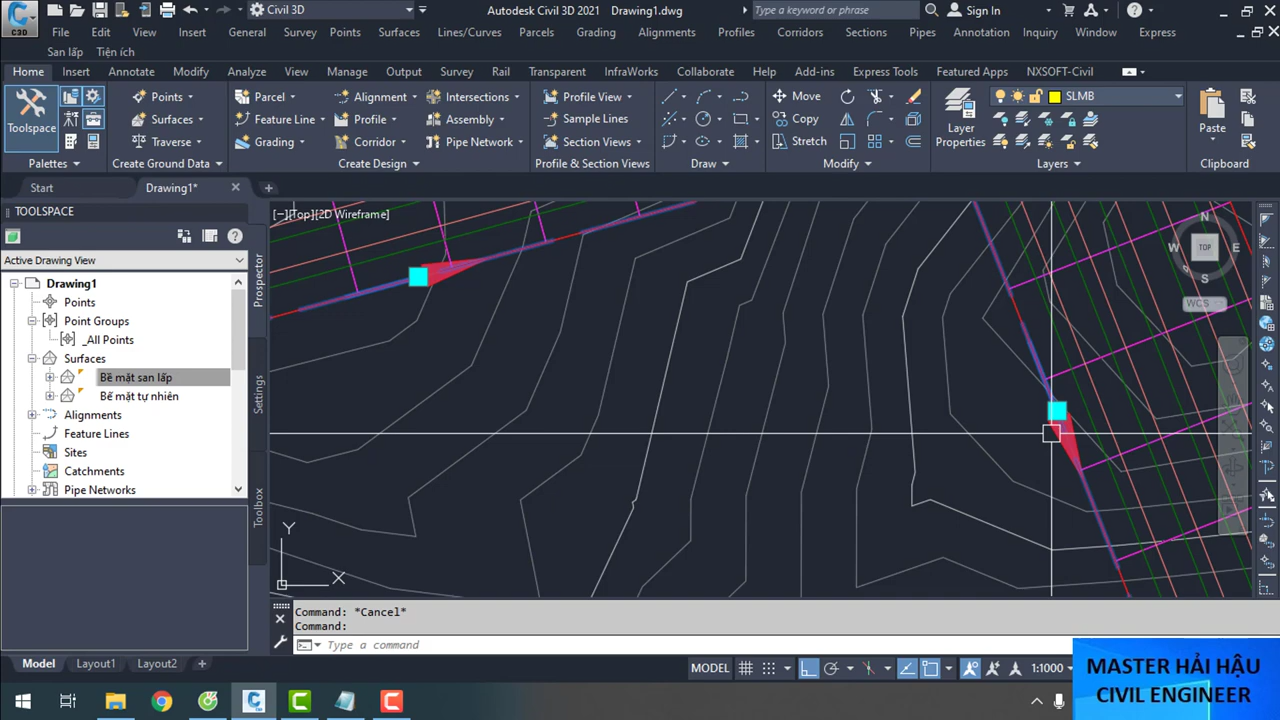 Civil 3D
Autodesk Civil 3D 2021 Drawing1.dwg
Type a keyword or phrase
Sign In
C3D
File Edit View Insert General Survey Points Surfaces Lines/Curves Parcels Grading Alignments Profiles Corridors Sections Pipes Annotation Inquiry Window Express
San lấp Tiện ích
Home Insert Annotate Modify Analyze View Manage Output Survey Rail Transparent InfraWorks Collaborate Help Add-ins Express Tools Featured Apps NXSOFT-Civil
Points Parcel Alignment Intersections Profile View Move SLMB
Toolspace Surfaces Feature Line Profile Assembly Sample Lines Copy Layer Properties Paste
Traverse Grading Corridor Pipe Network Section Views Stretch
Palettes Create Ground Data Create Design Profile & Section Views Draw Modify Layers Clipboard
Start Drawing1*
TOOLSPACE
Active Drawing View
Drawing1
Points
Point Groups
_All Points
Surfaces
Bề mặt san lấp
Bế mặt tự nhiên
Alignments
Feature Lines
Sites
Catchments
Pipe Networks
Prospector
Settings
Toolbox
[−][Top][2D Wireframe]
N
W TOP E
S
WCS
Y
X
Command: *Cancel*
Command:
Type a command
Model Layout1 Layout2
MODEL 1:1000
MASTER HẢI HẬU
CIVIL ENGINEER